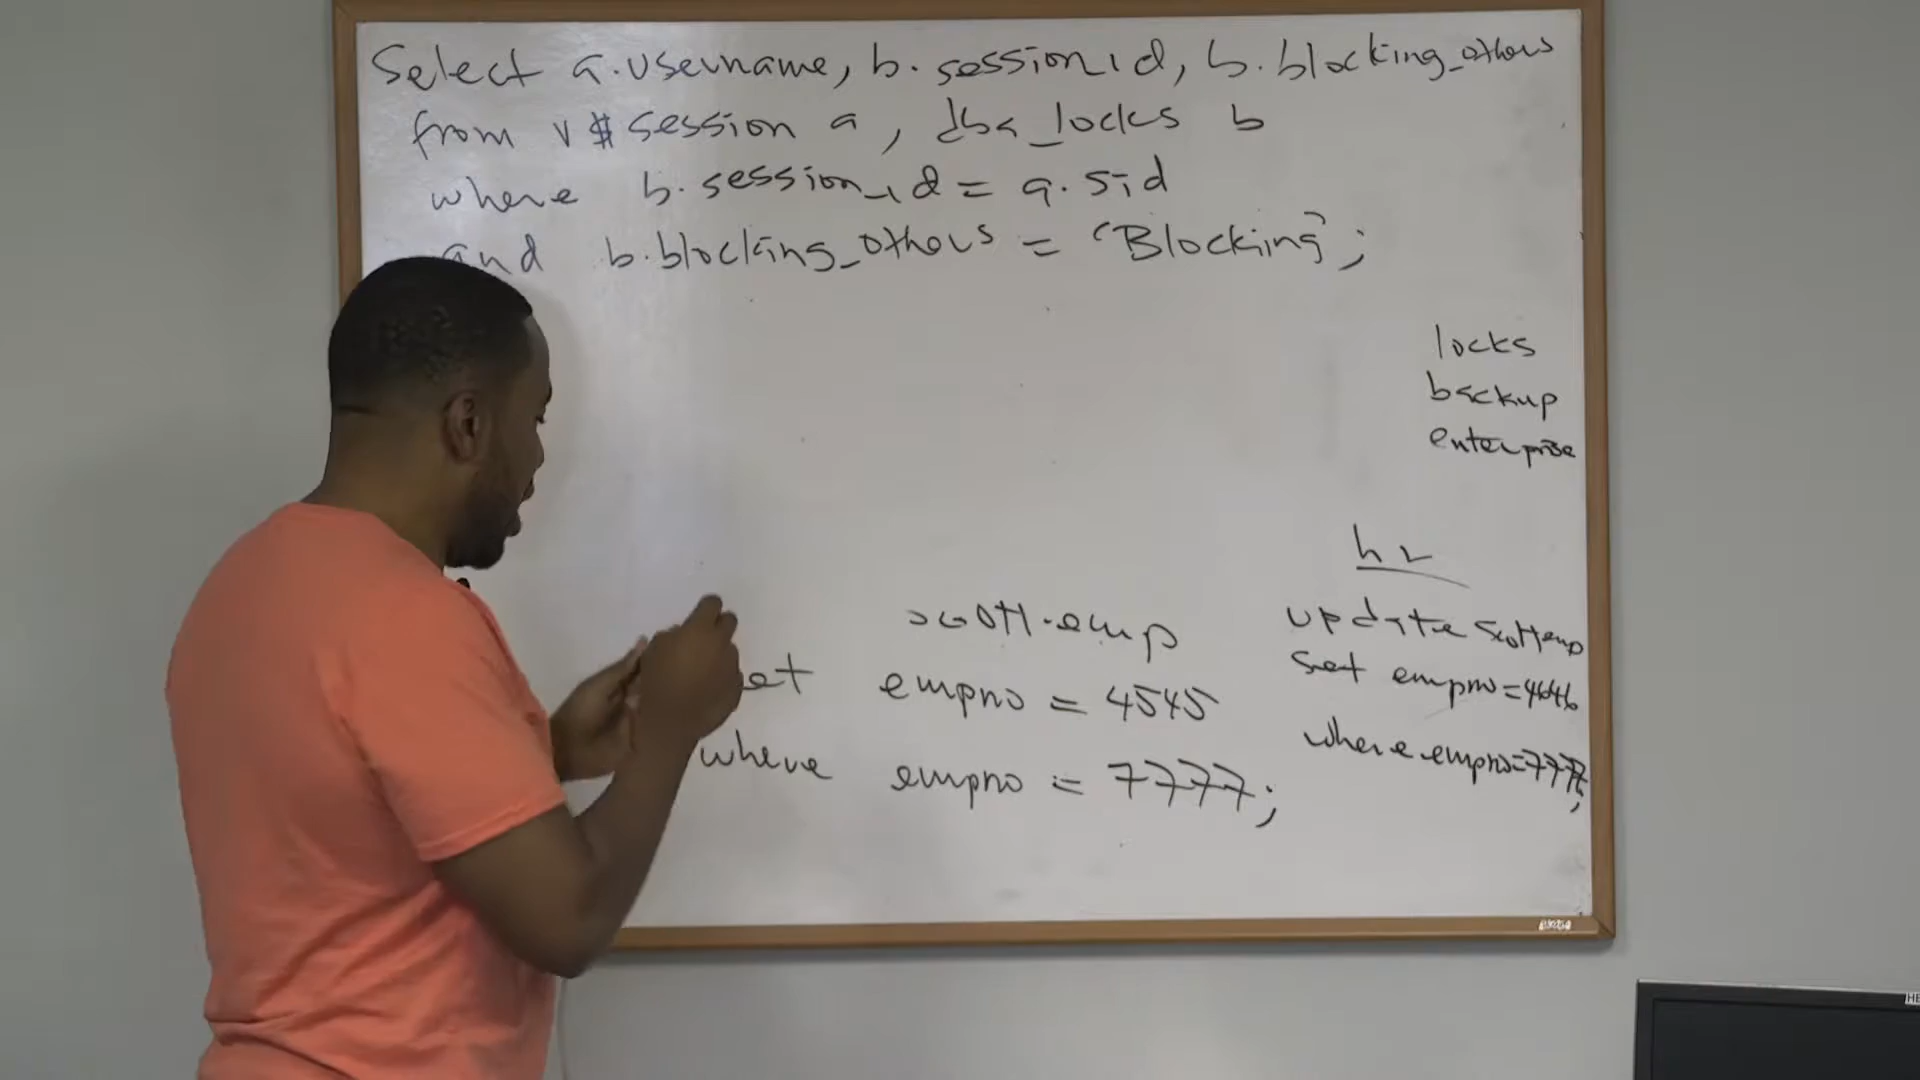 Select a.username, b.session_id, b.blocking_others
from v$session a, dba_locks b
where b.session_id = a.sid
and b.blocking_others = 'Blocking';
locks
backup
enterprise
hr
scott.emp
set empno = 4545
where empno = 7777;
update scott.emp
set empno=4646
where empno=7777;